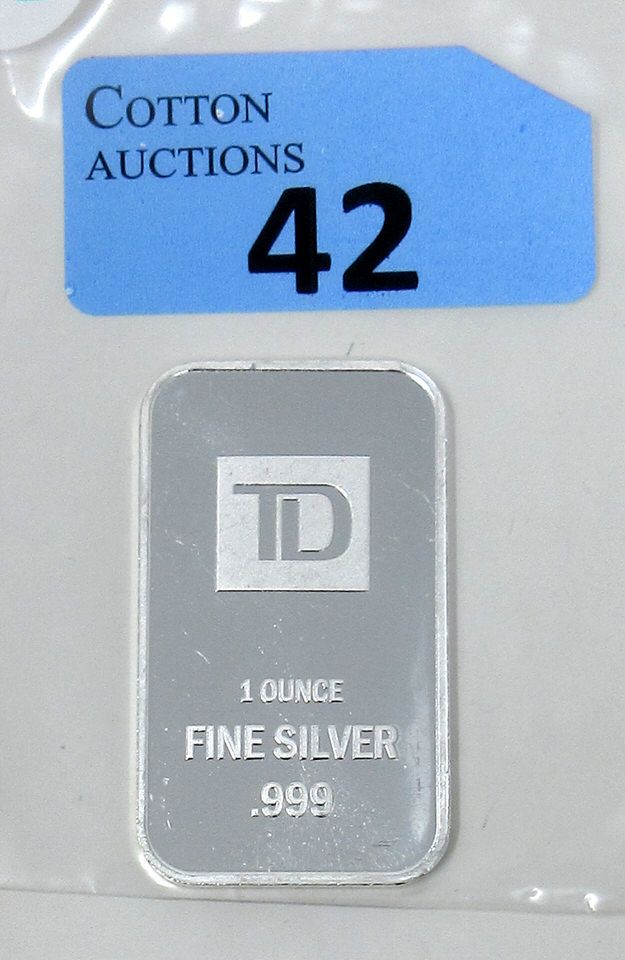 COTTON
AUCTIONS
42
TD
1 OUNCE
FINE SILVER
.999